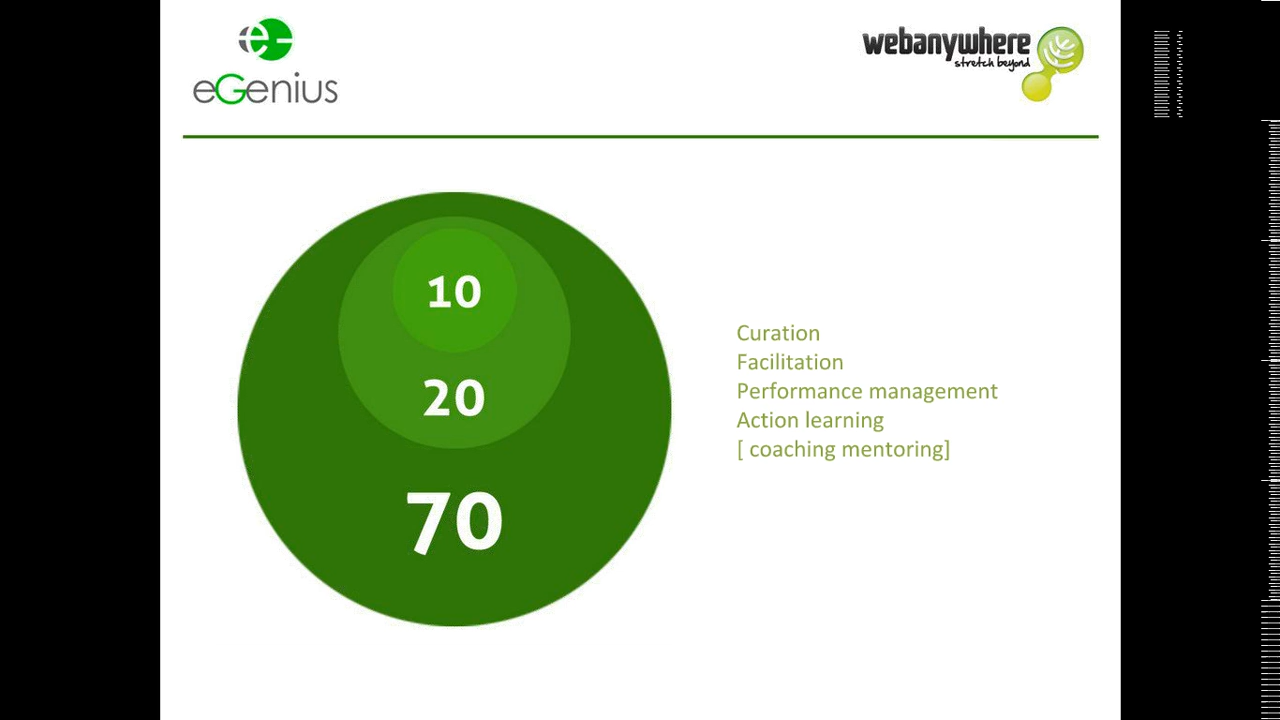 eGenius
webanywhere
stretch beyond
10
20
70
Curation
Facilitation
Performance management
Action learning
[ coaching mentoring]